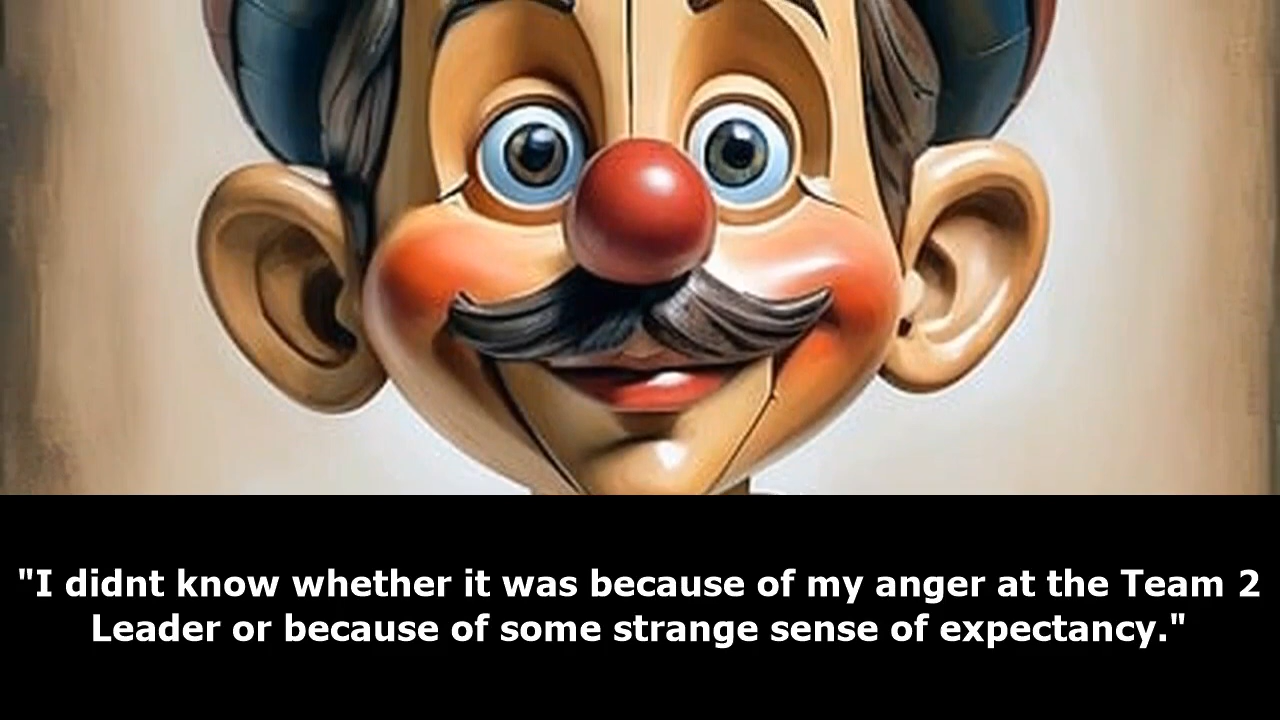 "I didnt know whether it was because of my anger at the Team 2
Leader or because of some strange sense of expectancy."